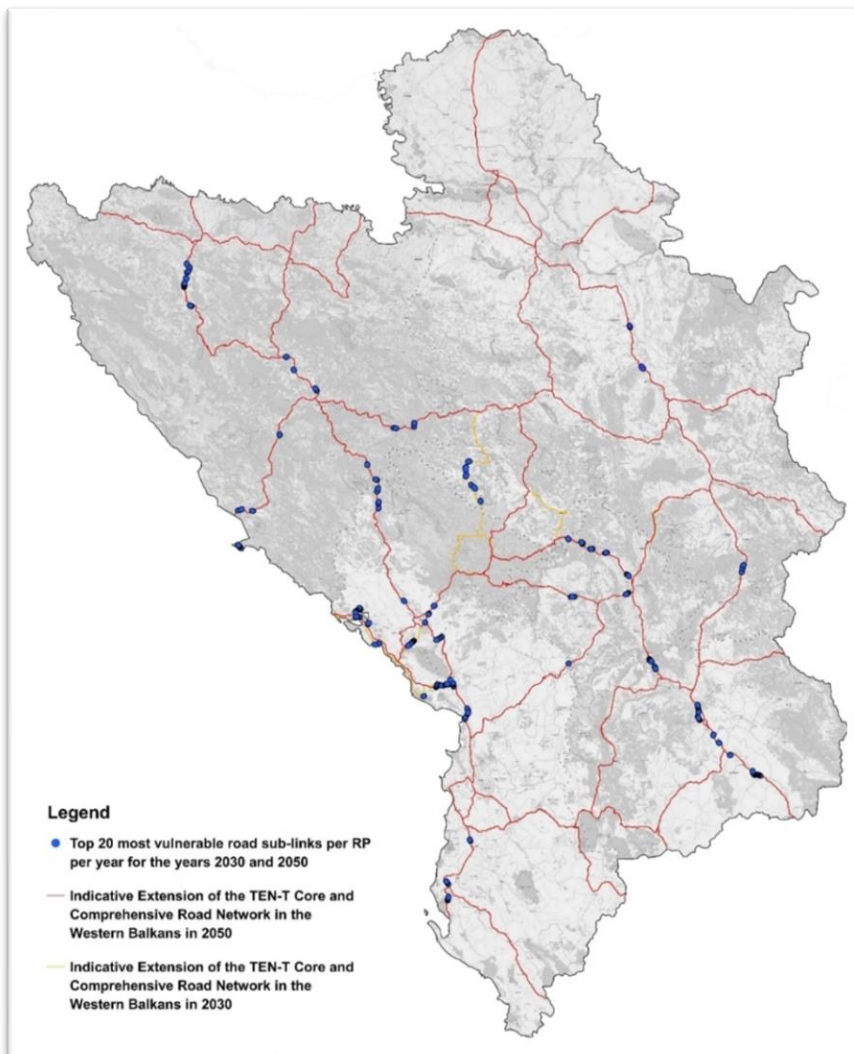 Legend
Top 20 most vulnerable road sub-links per RP
per year for the years 2030 and 2050
Indicative Extension of the TEN-T Core and
Comprehensive Road Network in the
Western Balkans in 2050
Indicative Extension of the TEN-T Core and
Comprehensive Road Network in the
Western Balkans in 2030